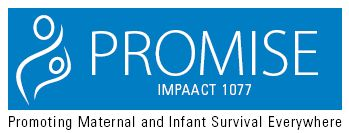 PROMISE
IMPAACT 1077
Promoting Maternal and Infant Survival Everywhere